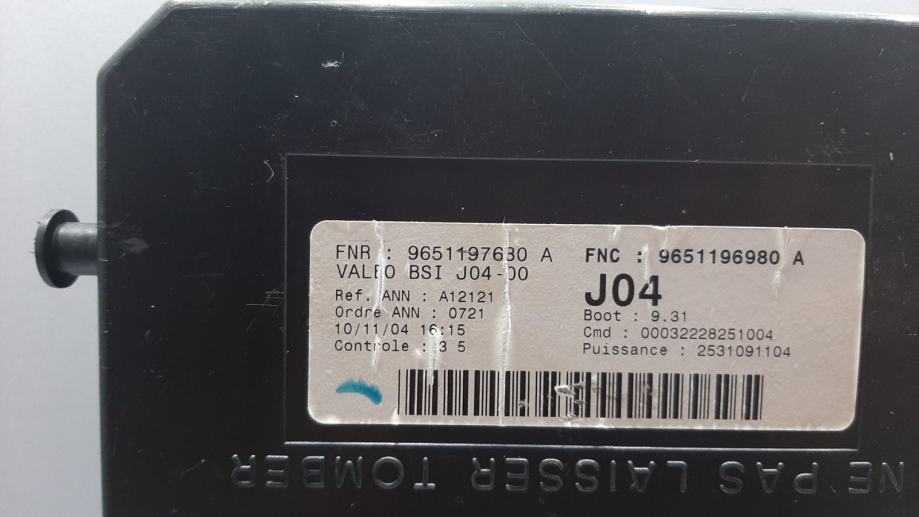 FNR : 9651197680 A
VALEO BSI J04-00
Ref. ANN : A12121
Ordre ANN : 0721
10/11/04 16:15
Controle : 3 5
FNC : 9651196980 A
J04
Boot : 9.31
Cmd : 00032228251004
Puissance : 2531091104
NE PAS LAISSER TOMBER